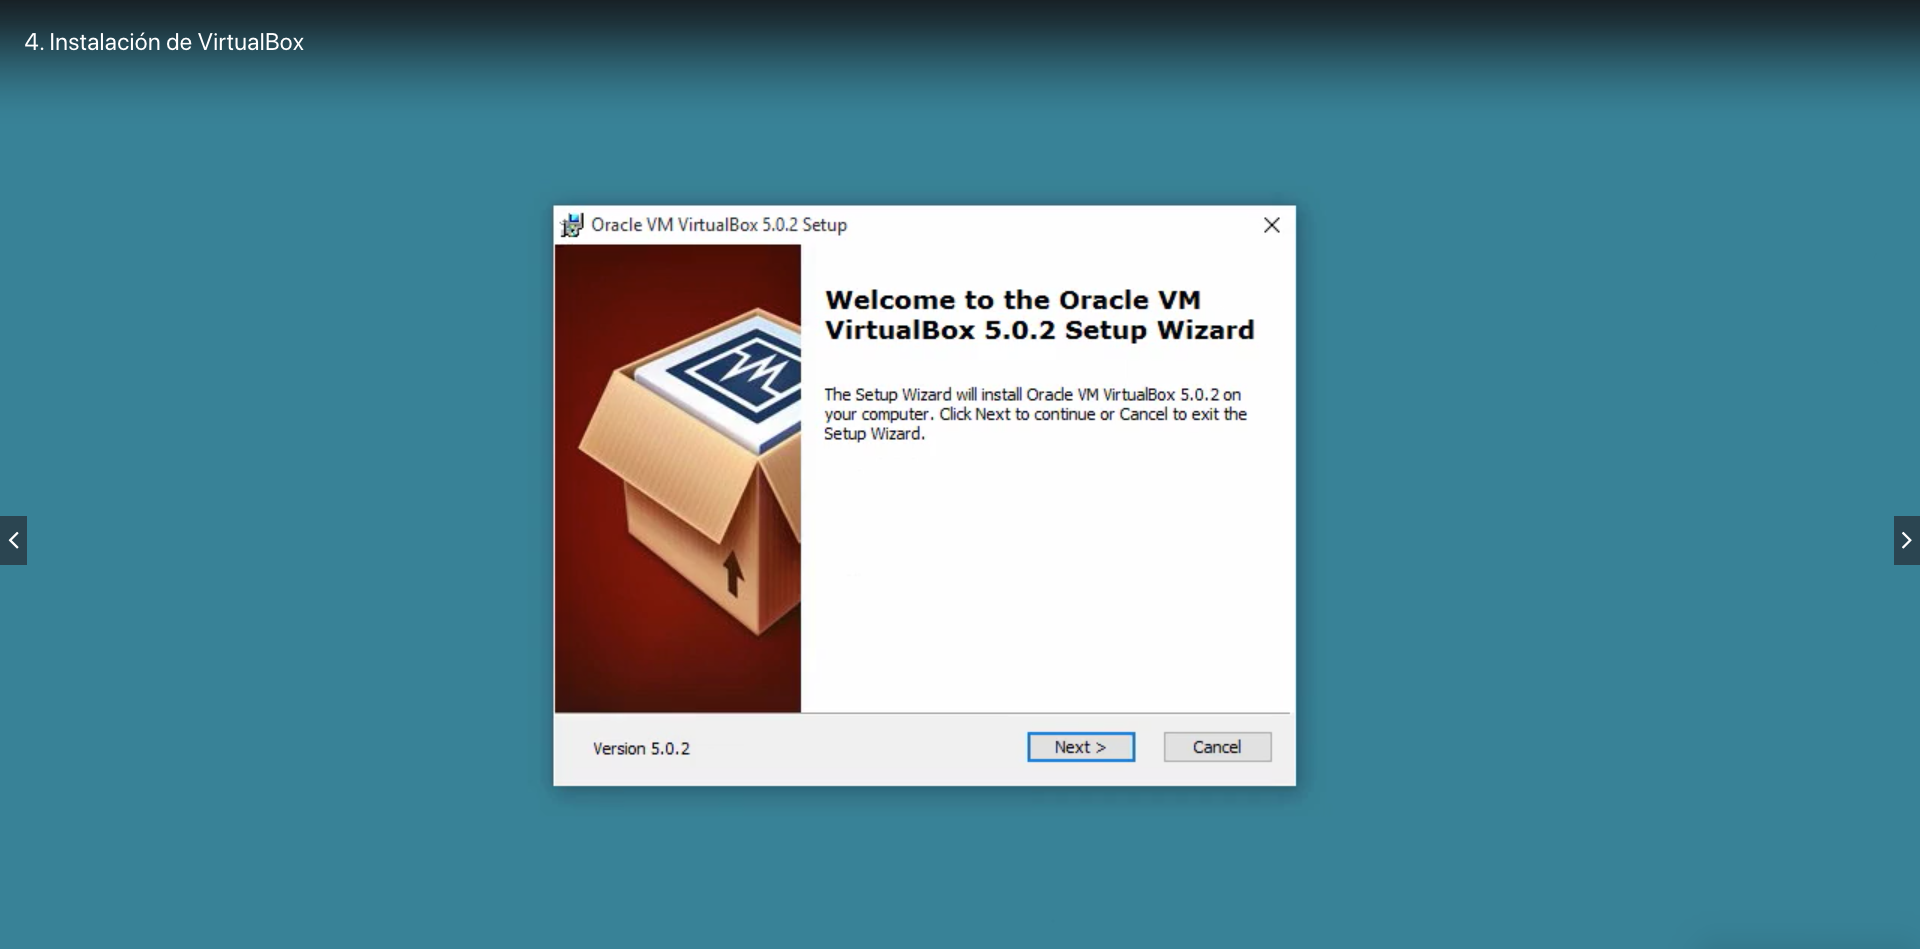 4. Instalación de VirtualBox
Oracle VM VirtualBox 5.0.2 Setup
Welcome to the Oracle VM
VirtualBox 5.0.2 Setup Wizard
The Setup Wizard will install Oracle VM VirtualBox 5.0.2 on
your computer. Click Next to continue or Cancel to exit the
Setup Wizard.
Version 5.0.2
Next >
Cancel